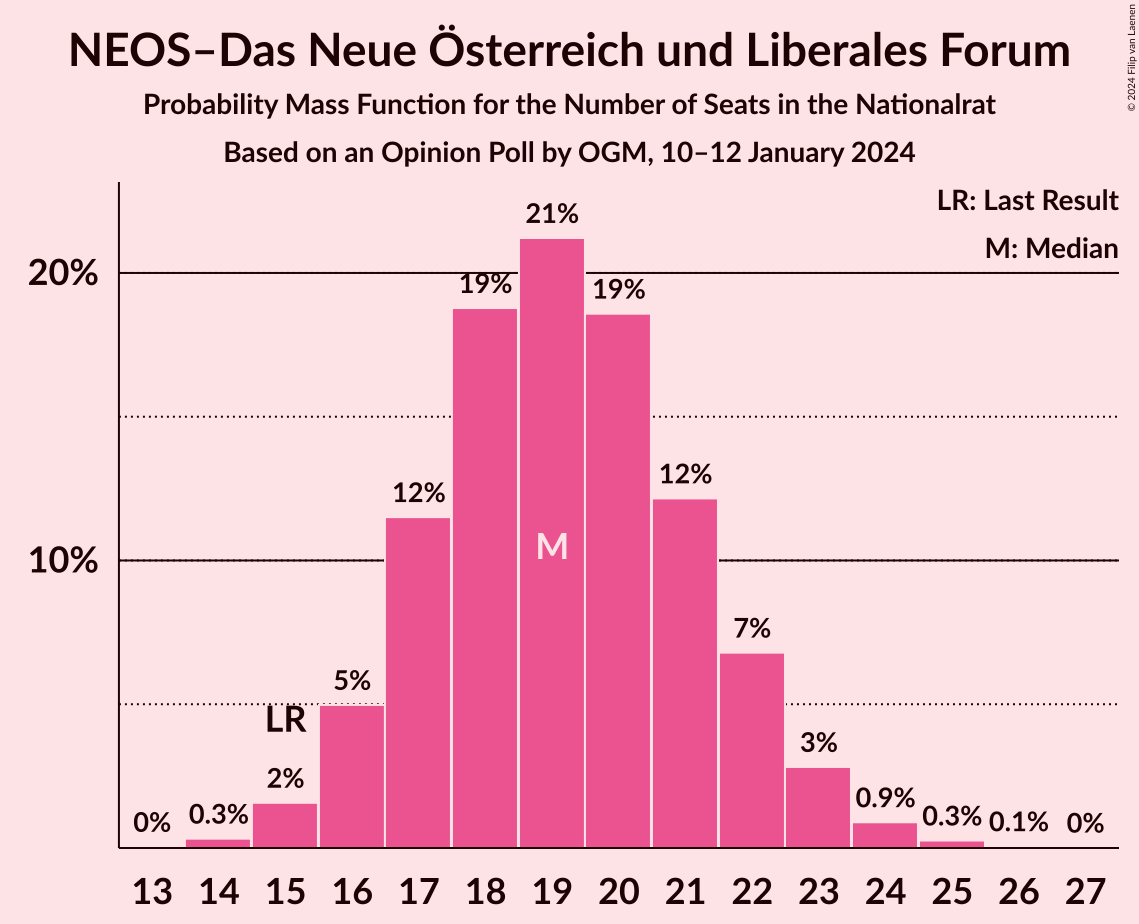 NEOS–Das Neue Österreich und Liberales Forum
Probability Mass Function for the Number of Seats in the Nationalrat
Based on an Opinion Poll by OGM, 10–12 January 2024
© 2024 Filip van Laenen
LR: Last Result
M: Median
20%
10%
0%
0.3%
2%
LR
5%
12%
19%
21%
M
19%
12%
7%
3%
0.9%
0.3%
0.1%
0%
13 14 15 16 17 18 19 20 21 22 23 24 25 26 27